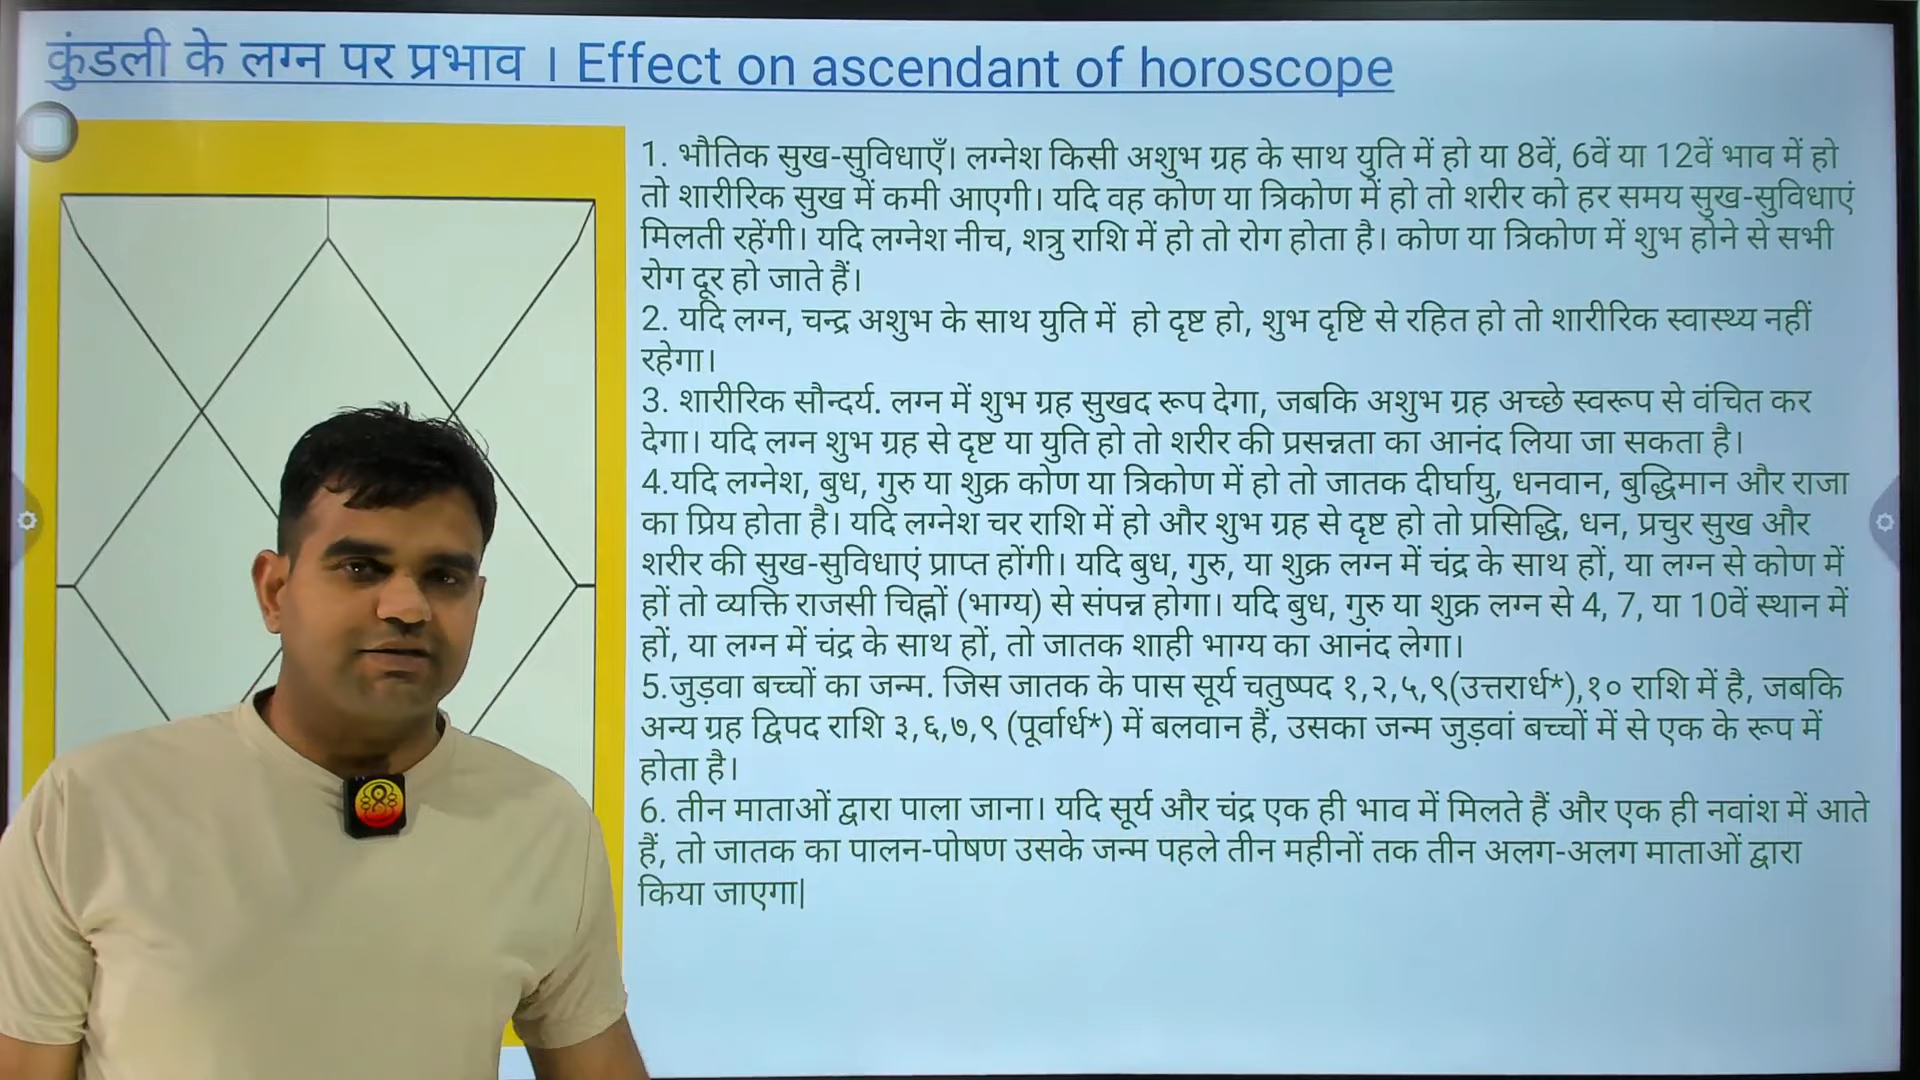 कुंडली के लग्न पर प्रभाव । Effect on ascendant of horoscope
1. भौतिक सुख-सुविधाएँ। लग्नेश किसी अशुभ ग्रह के साथ युति में हो या 8वें, 6वें या 12वें भाव में हो
तो शारीरिक सुख में कमी आएगी। यदि वह कोण या त्रिकोण में हो तो शरीर को हर समय सुख-सुविधाएं
मिलती रहेंगी। यदि लग्नेश नीच, शत्रु राशि में हो तो रोग होता है। कोण या त्रिकोण में शुभ होने से सभी
रोग दूर हो जाते हैं।
2. यदि लग्न, चन्द्र अशुभ के साथ युति में हो दृष्ट हो, शुभ दृष्टि से रहित हो तो शारीरिक स्वास्थ्य नहीं
रहेगा।
3. शारीरिक सौन्दर्य. लग्न में शुभ ग्रह सुखद रूप देगा, जबकि अशुभ ग्रह अच्छे स्वरूप से वंचित कर
देगा। यदि लग्न शुभ ग्रह से दृष्ट या युति हो तो शरीर की प्रसन्नता का आनंद लिया जा सकता है।
4.यदि लग्नेश, बुध, गुरु या शुक्र कोण या त्रिकोण में हो तो जातक दीर्घायु, धनवान, बुद्धिमान और राजा
का प्रिय होता है। यदि लग्नेश चर राशि में हो और शुभ ग्रह से दृष्ट हो तो प्रसिद्धि, धन, प्रचुर सुख और
शरीर की सुख-सुविधाएं प्राप्त होंगी। यदि बुध, गुरु, या शुक्र लग्न में चंद्र के साथ हों, या लग्न से कोण में
हों तो व्यक्ति राजसी चिह्नों (भाग्य) से संपन्न होगा। यदि बुध, गुरु या शुक्र लग्न से 4, 7, या 10वें स्थान में
हों, या लग्न में चंद्र के साथ हों, तो जातक शाही भाग्य का आनंद लेगा।
5.जुड़वा बच्चों का जन्म. जिस जातक के पास सूर्य चतुष्पद १,२,५,९(उत्तरार्ध*),१० राशि में है, जबकि
अन्य ग्रह द्विपद राशि ३,६,७,९ (पूर्वार्ध*) में बलवान हैं, उसका जन्म जुड़वां बच्चों में से एक के रूप में
होता है।
6. तीन माताओं द्वारा पाला जाना। यदि सूर्य और चंद्र एक ही भाव में मिलते हैं और एक ही नवांश में आते
हैं, तो जातक का पालन-पोषण उसके जन्म पहले तीन महीनों तक तीन अलग-अलग माताओं द्वारा
किया जाएगा|